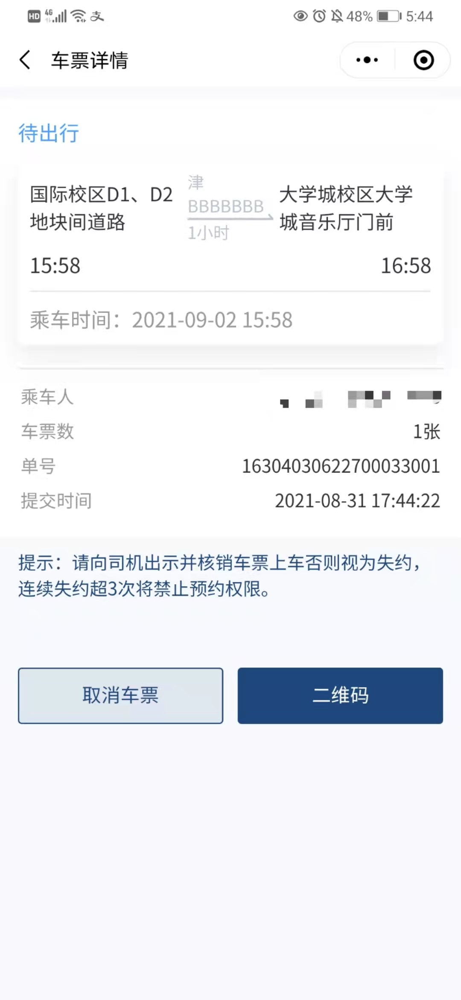 HD 4G 支 48% 5:44
车票详情
待出行
国际校区D1、D2
地块间道路
津
BBBBBBB
1小时
大学城校区大学
城音乐厅门前
15:58
16:58
乘车时间：2021-09-02 15:58
乘车人
车票数
1张
单号
16304030622700033001
提交时间
2021-08-31 17:44:22
提示：请向司机出示并核销车票上车否则视为失约，
连续失约超3次将禁止预约权限。
取消车票
二维码